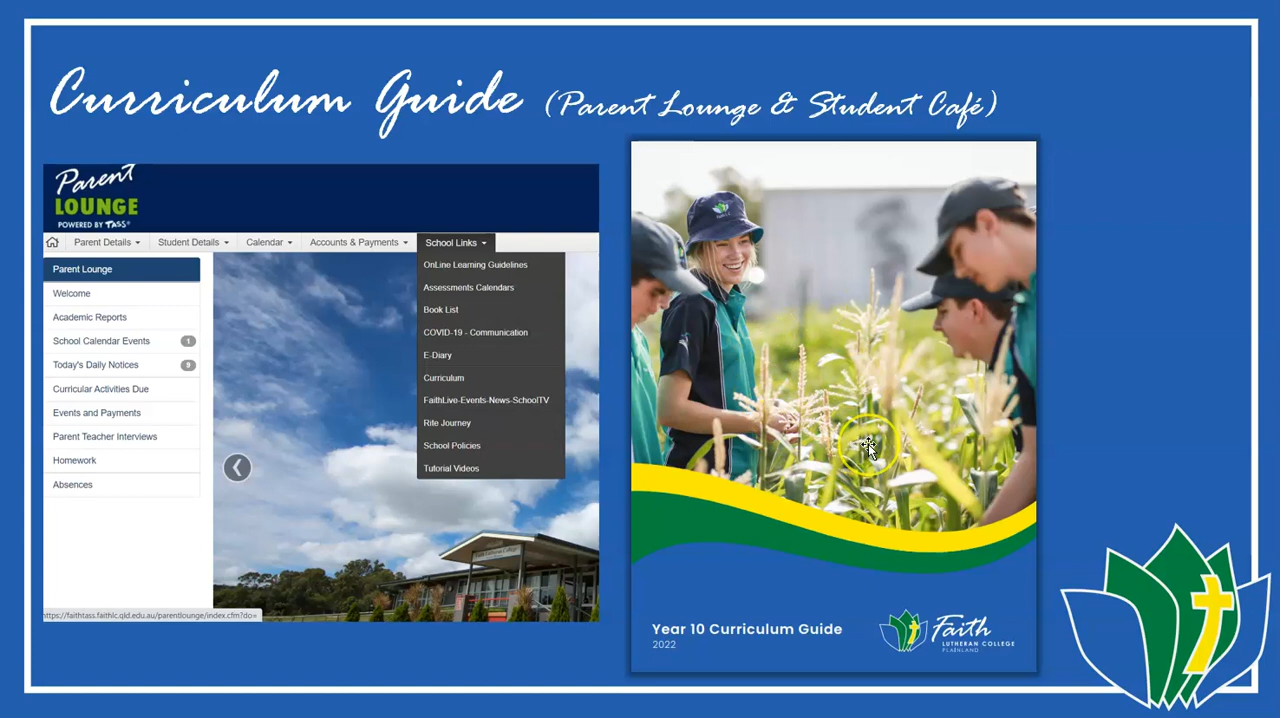 Curriculum Guide (Parent Lounge & Student Café)
Parent
LOUNGE
POWERED BY TASS®
Parent Details
Student Details
Calendar
Accounts & Payments
School Links
Parent Lounge
Welcome
Academic Reports
School Calendar Events 1
Today's Daily Notices 9
Curricular Activities Due
Events and Payments
Parent Teacher Interviews
Homework
Absences
OnLine Learning Guidelines
Assessments Calendars
Book List
COVID-19 - Communication
E-Diary
Curriculum
FaithLive-Events-News-SchoolTV
Rite Journey
School Policies
Tutorial Videos
https://faithtass.faithlc.qld.edu.au/parentlounge/index.cfm?do=
Year 10 Curriculum Guide
2022
Faith
LUTHERAN COLLEGE
PLAINLAND